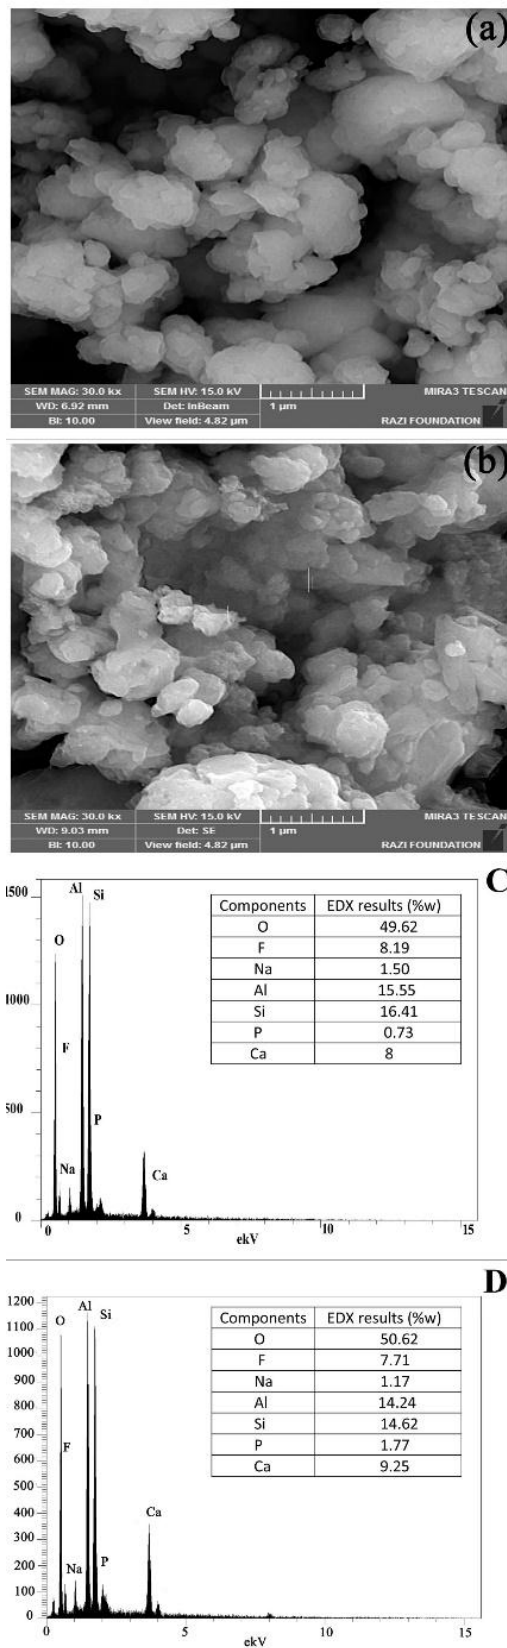 (a)
SEM MAG: 30.0 kx SEM HV: 15.0 kV MIRA3 TESCAN
WD: 6.92 mm Det: InBeam 1 µm
BI: 10.00 View field: 4.82 µm RAZI FOUNDATION
(b)
SEM MAG: 30.0 kx SEM HV: 15.0 kV MIRA3 TESCAN
WD: 9.03 mm Det: SE 1 µm
BI: 10.00 View field: 4.82 µm RAZI FOUNDATION
C
Components EDX results (%w)
O 49.62
F 8.19
Na 1.50
Al 15.55
Si 16.41
P 0.73
Ca 8
1500
1000
500
0
Al
Si
O
F
P
Na
Ca
0 5 10 15
ekV
D
Components EDX results (%w)
O 50.62
F 7.71
Na 1.17
Al 14.24
Si 14.62
P 1.77
Ca 9.25
1200
1100
1000
900
800
700
600
500
400
300
200
100
0
Al
O
Si
F
Ca
Na
P
0 5 10 15
ekV